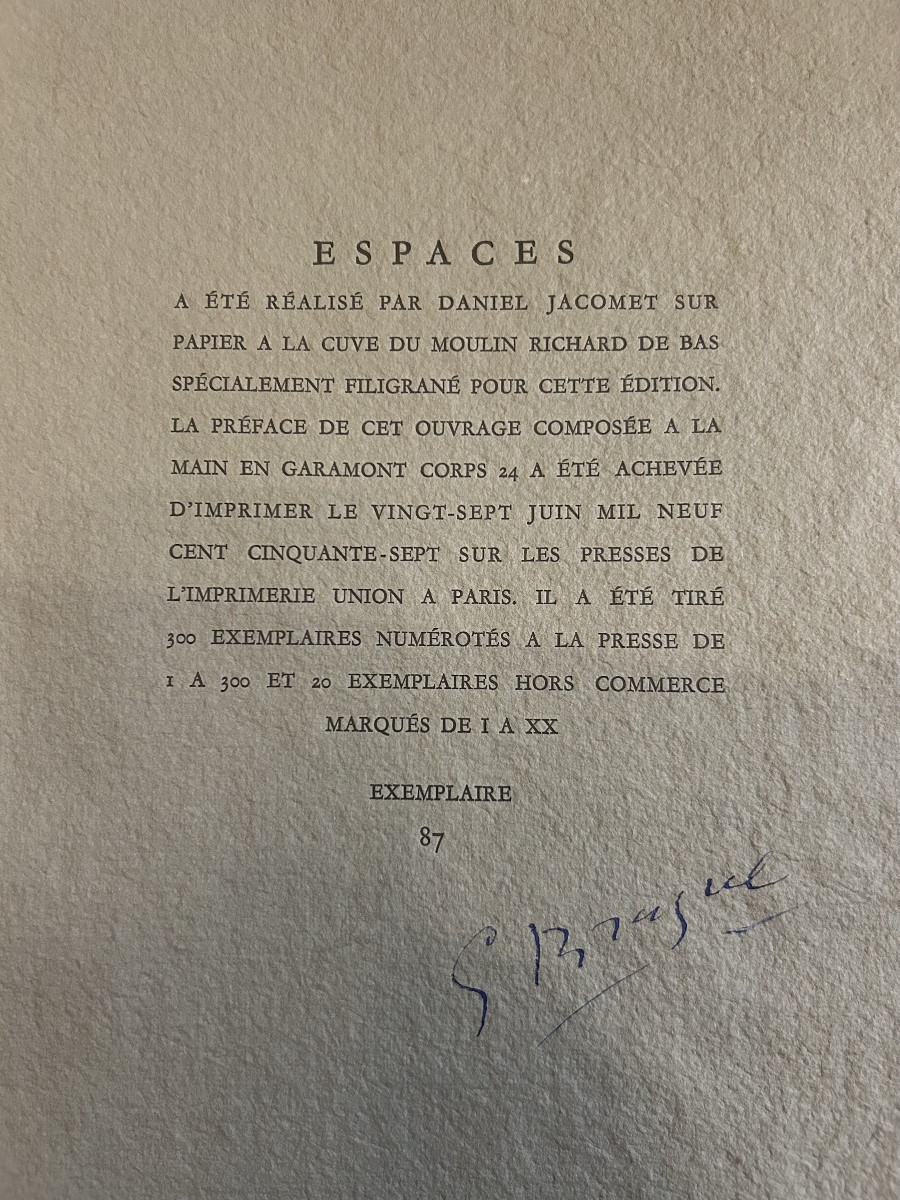 ESPACES
A ÉTÉ RÉALISÉ PAR DANIEL JACOMET SUR
PAPIER A LA CUVE DU MOULIN RICHARD DE BAS
SPÉCIALEMENT FILIGRANÉ POUR CETTE ÉDITION.
LA PRÉFACE DE CET OUVRAGE COMPOSÉE A LA
MAIN EN GARAMONT CORPS 24 A ÉTÉ ACHEVÉE
D'IMPRIMER LE VINGT-SEPT JUIN MIL NEUF
CENT CINQUANTE-SEPT SUR LES PRESSES DE
L'IMPRIMERIE UNION A PARIS. IL A ÉTÉ TIRÉ
300 EXEMPLAIRES NUMÉROTÉS A LA PRESSE DE
1 A 300 ET 20 EXEMPLAIRES HORS COMMERCE
MARQUÉS DE I A XX
EXEMPLAIRE
87
G Braque